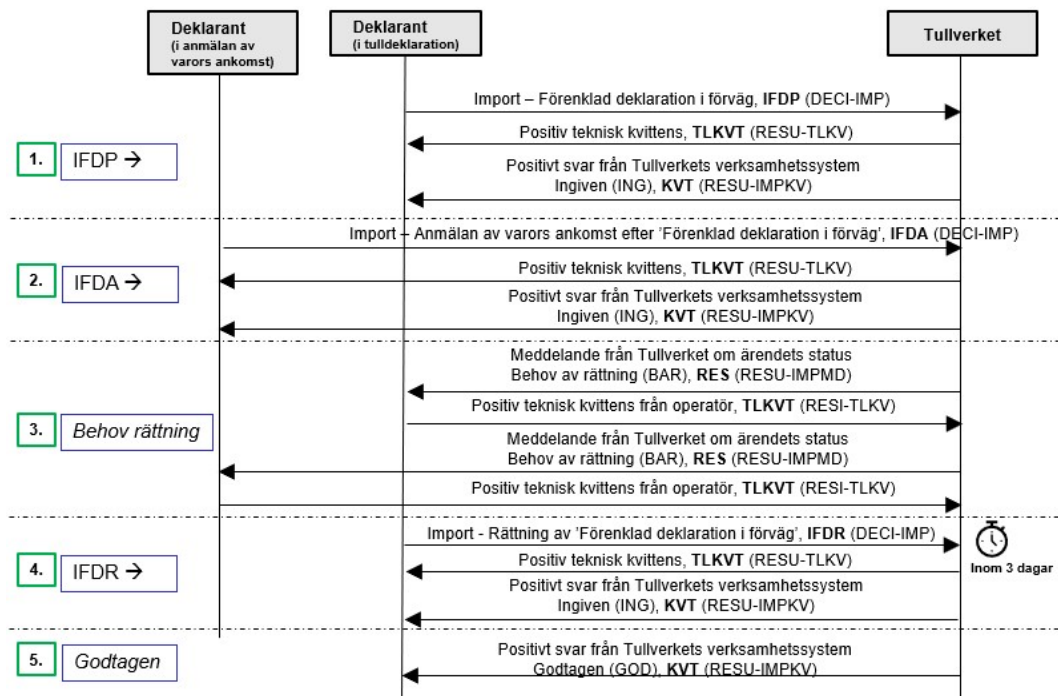 Deklarant
(i anmälan av
varors ankomst)
Deklarant
(i tulldeklaration)
Tullverket
1.
IFDP →
Import – Förenklad deklaration i förväg, IFDP (DECI-IMP)
Positiv teknisk kvittens, TLKVT (RESU-TLKV)
Positivt svar från Tullverkets verksamhetssystem
Ingiven (ING), KVT (RESU-IMPKV)
2.
IFDA →
Import – Anmälan av varors ankomst efter 'Förenklad deklaration i förväg', IFDA (DECI-IMP)
Positiv teknisk kvittens, TLKVT (RESU-TLKV)
Positivt svar från Tullverkets verksamhetssystem
Ingiven (ING), KVT (RESU-IMPKV)
3.
Behov rättning
Meddelande från Tullverket om ärendets status
Behov av rättning (BAR), RES (RESU-IMPMD)
Positiv teknisk kvittens från operatör, TLKVT (RESI-TLKV)
Meddelande från Tullverket om ärendets status
Behov av rättning (BAR), RES (RESU-IMPMD)
Positiv teknisk kvittens från operatör, TLKVT (RESI-TLKV)
4.
IFDR →
Import - Rättning av 'Förenklad deklaration i förväg', IFDR (DECI-IMP)
Positiv teknisk kvittens, TLKVT (RESU-TLKV)
Positivt svar från Tullverkets verksamhetssystem
Ingiven (ING), KVT (RESU-IMPKV)
Inom 3 dagar
5.
Godtagen
Positivt svar från Tullverkets verksamhetssystem
Godtagen (GOD), KVT (RESU-IMPKV)